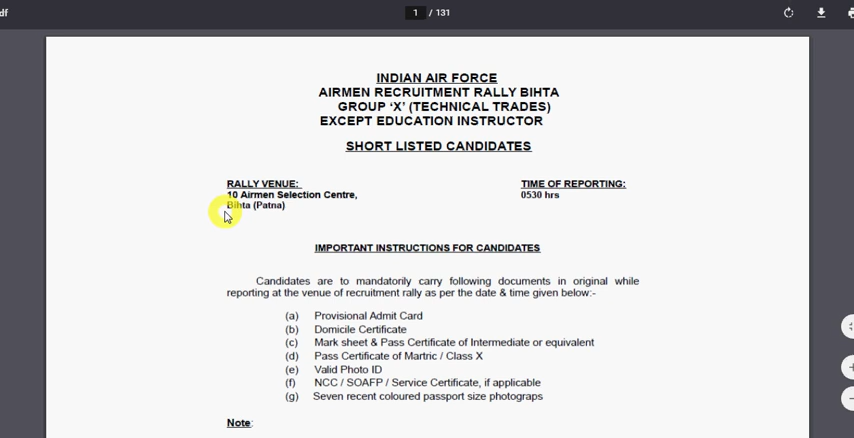 df
1 / 131
INDIAN AIR FORCE
AIRMEN RECRUITMENT RALLY BIHTA
GROUP ‘X’ (TECHNICAL TRADES)
EXCEPT EDUCATION INSTRUCTOR
SHORT LISTED CANDIDATES
RALLY VENUE: TIME OF REPORTING:
10 Airmen Selection Centre, 0530 hrs
Bihta (Patna)
IMPORTANT INSTRUCTIONS FOR CANDIDATES
Candidates are to mandatorily carry following documents in original while
reporting at the venue of recruitment rally as per the date & time given below:-
(a) Provisional Admit Card
(b) Domicile Certificate
(c) Mark sheet & Pass Certificate of Intermediate or equivalent
(d) Pass Certificate of Martric / Class X
(e) Valid Photo ID
(f) NCC / SOAFP / Service Certificate, if applicable
(g) Seven recent coloured passport size photograps
Note: